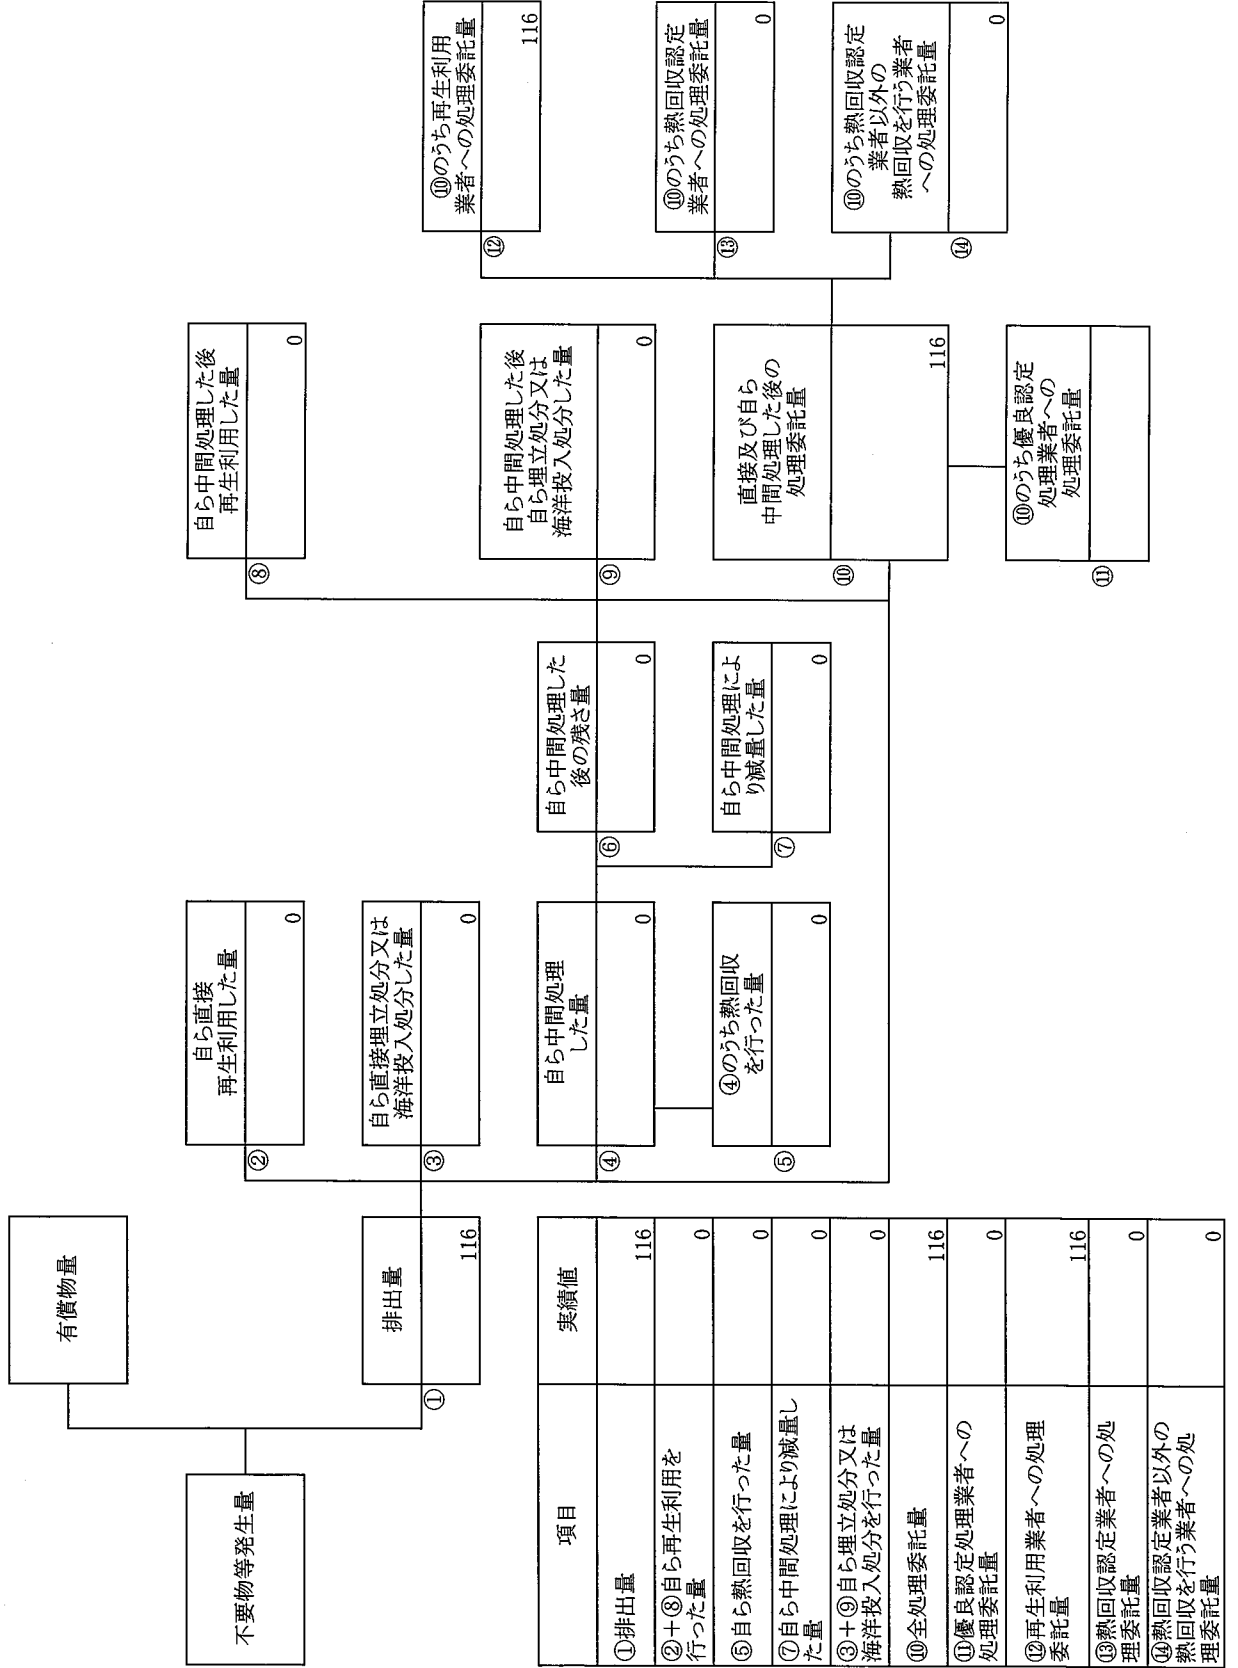 不要物等発生量
有償物量
排出量
①
116
自ら直接
再生利用した量
②
0
自ら直接埋立処分又は
海洋投入処分した量
③
0
自ら中間処理
した量
④
0
④のうち熱回収
を行った量
⑤
0
自ら中間処理した
後の残さ量
⑥
0
自ら中間処理によ
り減量した量
⑦
0
自ら中間処理した後
再生利用した量
⑧
0
自ら中間処理した後
自ら埋立処分又は
海洋投入処分した量
⑨
0
直接及び自ら
中間処理した後の
処理委託量
⑩
116
⑩のうち優良認定
処理業者への
処理委託量
⑪
⑩のうち再生利用
業者への処理委託量
⑫
116
⑩のうち熱回収認定
業者への処理委託量
⑬
0
⑩のうち熱回収認定
業者以外の
熱回収を行う業者
への処理委託量
⑭
0
項目 実績値
①排出量 116
②+⑧自ら再生利用を
行った量 0
⑤自ら熱回収を行った量 0
⑦自ら中間処理により減量し
た量 0
③+⑨自ら埋立処分又は
海洋投入処分を行った量 0
⑩全処理委託量 116
⑪優良認定処理業者への
処理委託量 0
⑫再生利用業者への処理
委託量 116
⑬熱回収認定業者への処
理委託量 0
⑭熱回収認定業者以外の
熱回収を行う業者への処
理委託量 0